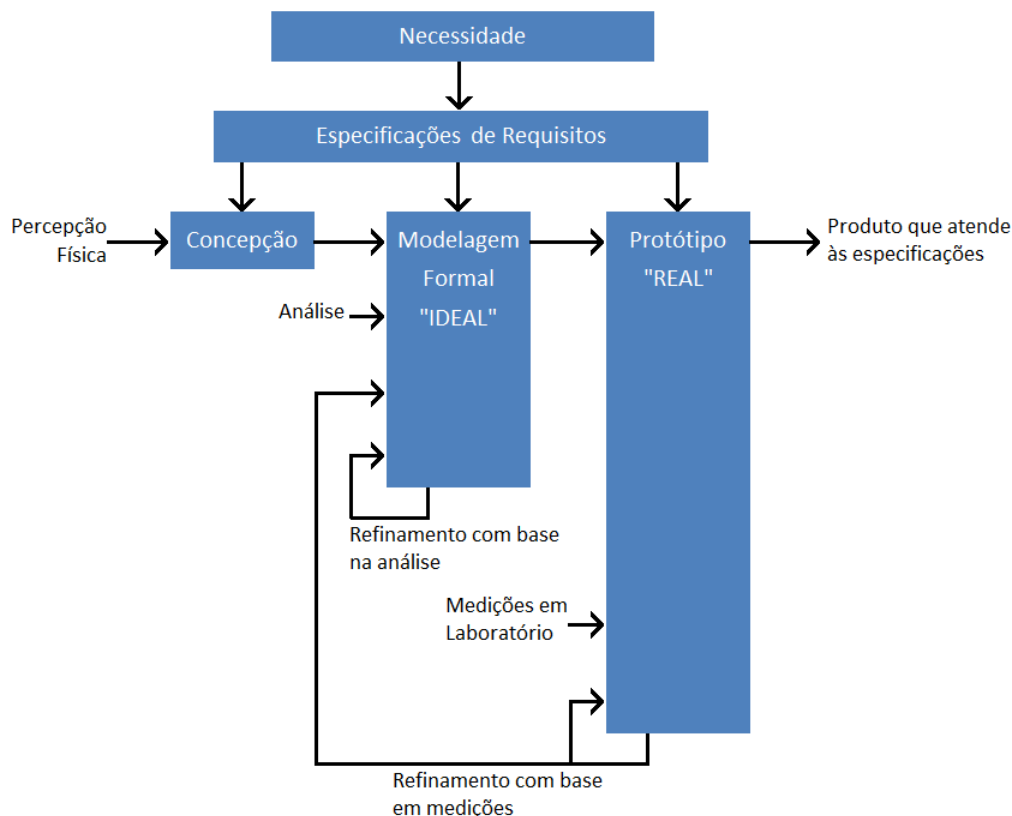 Necessidade
Especificações de Requisitos
Percepção
Física
Concepção
Modelagem
Formal
"IDEAL"
Protótipo
"REAL"
Produto que atende
às especificações
Análise
Refinamento com base
na análise
Medições em
Laboratório
Refinamento com base
em medições